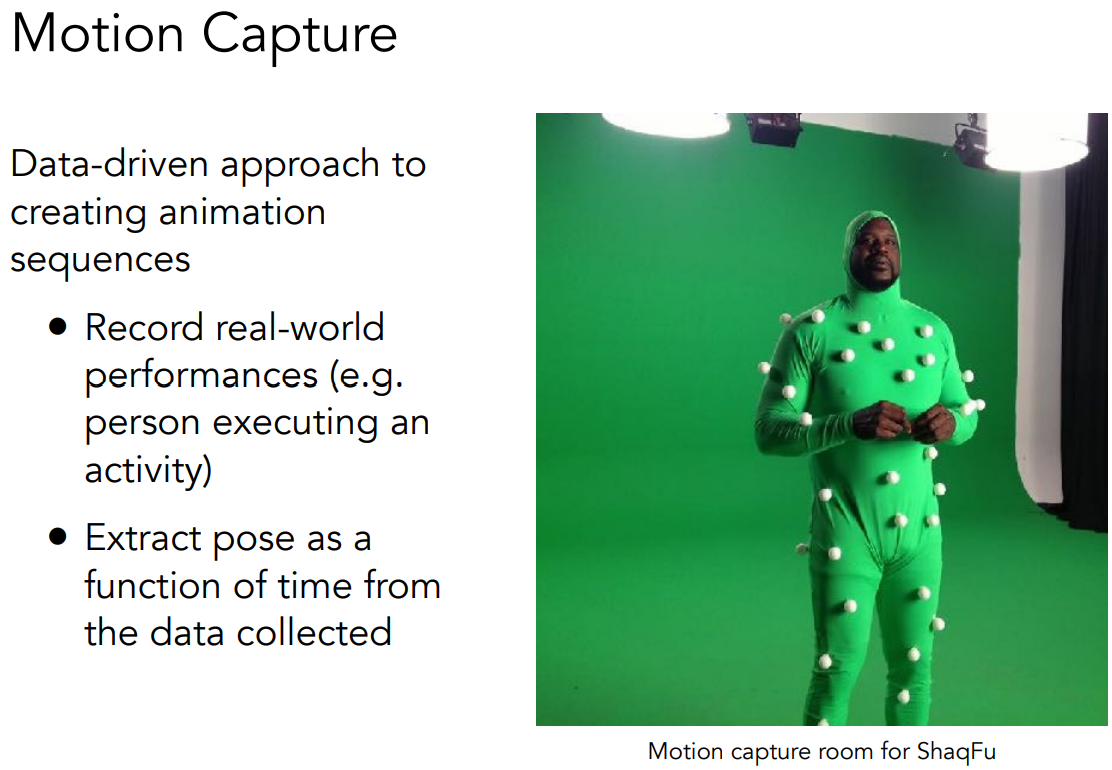 Motion Capture
Data-driven approach to
creating animation
sequences
• Record real-world
performances (e.g.
person executing an
activity)
• Extract pose as a
function of time from
the data collected
Motion capture room for ShaqFu